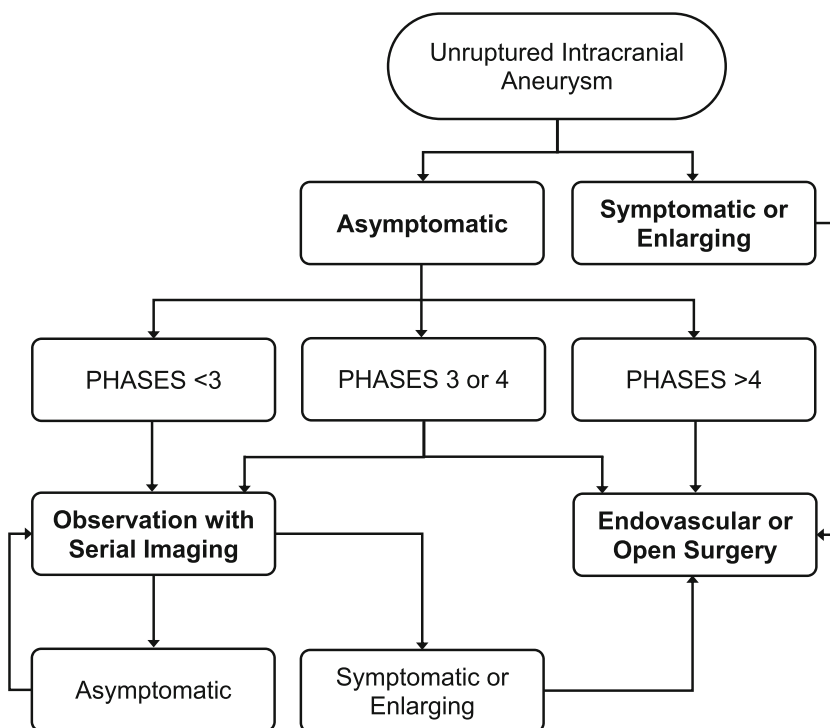 Unruptured Intracranial
Aneurysm
Asymptomatic
Symptomatic or
Enlarging
PHASES <3
PHASES 3 or 4
PHASES >4
Observation with
Serial Imaging
Endovascular or
Open Surgery
Asymptomatic
Symptomatic or
Enlarging